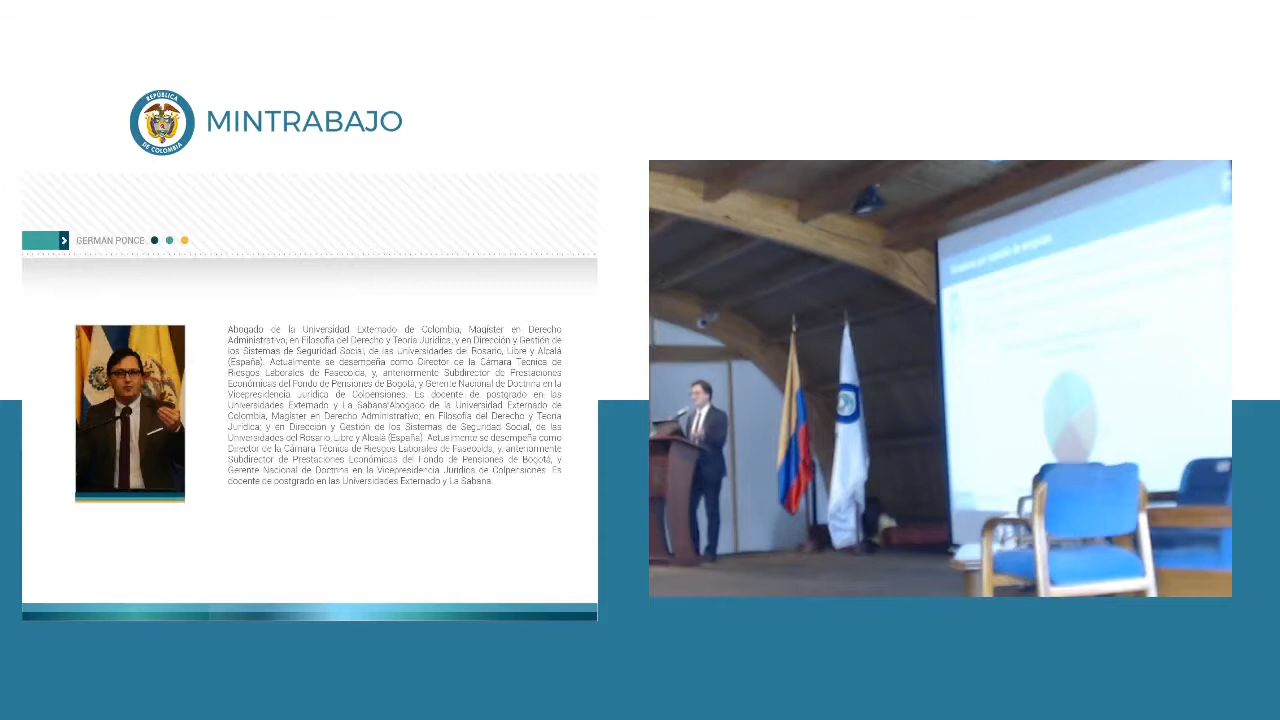 REPÚBLICA
DE COLOMBIA
MINTRABAJO
GERMAN PONCE
Abogado de la Universidad Externado de Colombia, Magíster en Derecho
Administrativo; en Filosofía del Derecho y Teoría Jurídica; y en Dirección y Gestión de
los Sistemas de Seguridad Social, de las Universidades del Rosario, Libre y Alcalá
(España). Actualmente se desempeña como Director de la Cámara Técnica de
Riesgos Laborales de Fasecolda, y, anteriormente Subdirector de Prestaciones
Económicas del Fondo de Pensiones de Bogotá, y Gerente Nacional de Doctrina en la
Vicepresidencia Jurídica de Colpensiones. Es docente de postgrado en las
Universidades Externado y La Sabana"Abogado de la Universidad Externado de
Colombia, Magíster en Derecho Administrativo; en Filosofía del Derecho y Teoría
Jurídica; y en Dirección y Gestión de los Sistemas de Seguridad Social, de las
Universidades del Rosario, Libre y Alcalá (España). Actualmente se desempeña como
Director de la Cámara Técnica de Riesgos Laborales de Fasecolda, y, anteriormente
Subdirector de Prestaciones Económicas del Fondo de Pensiones de Bogotá, y
Gerente Nacional de Doctrina en la Vicepresidencia Jurídica de Colpensiones. Es
docente de postgrado en las Universidades Externado y La Sabana.